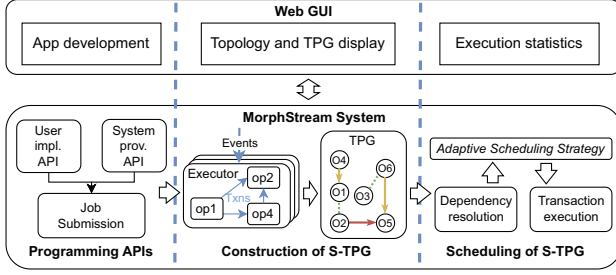 Web GUI
App development
Topology and TPG display
Execution statistics
MorphStream System
User
impl.
API
System
prov.
API
Job
Submission
Programming APIs
Events
Executor
op2
Txns
op1
op4
Construction of S-TPG
TPG
O4
O6
O1
O3
O2
O5
Adaptive Scheduling Strategy
Dependency
resolution
Transaction
execution
Scheduling of S-TPG